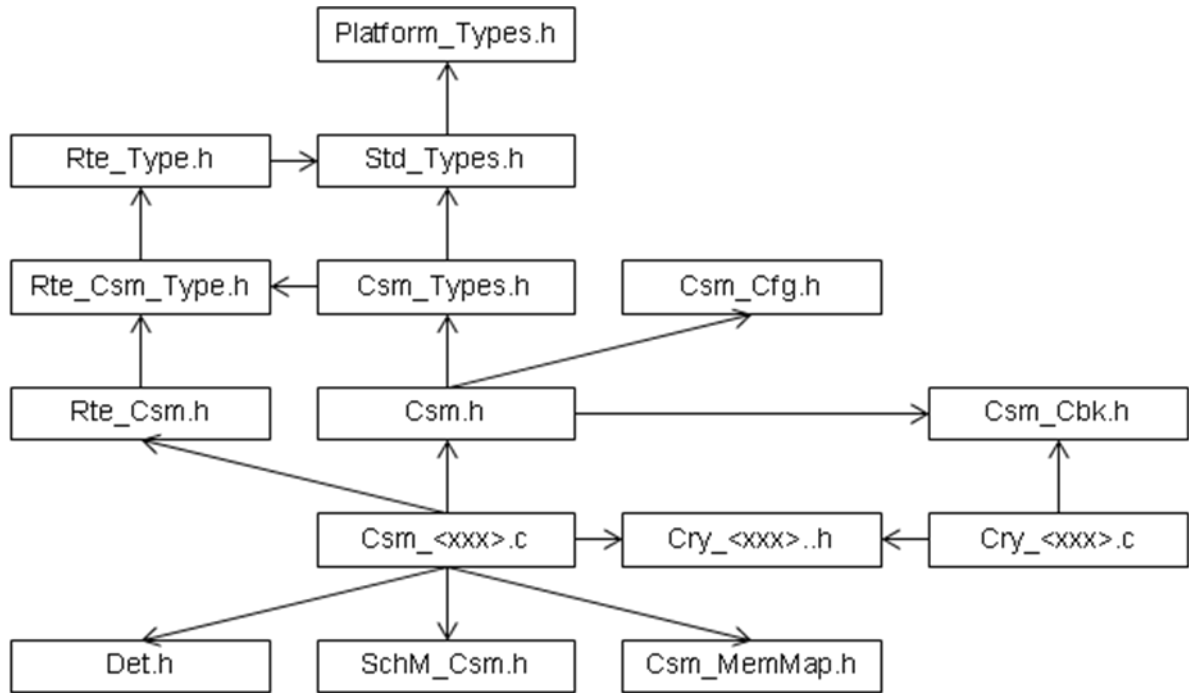 Platform_Types.h
Rte_Type.h
Std_Types.h
Rte_Csm_Type.h
Csm_Types.h
Csm_Cfg.h
Rte_Csm.h
Csm.h
Csm_Cbk.h
Csm_<xxx>.c
Cry_<xxx>..h
Cry_<xxx>.c
Det.h
SchM_Csm.h
Csm_MemMap.h